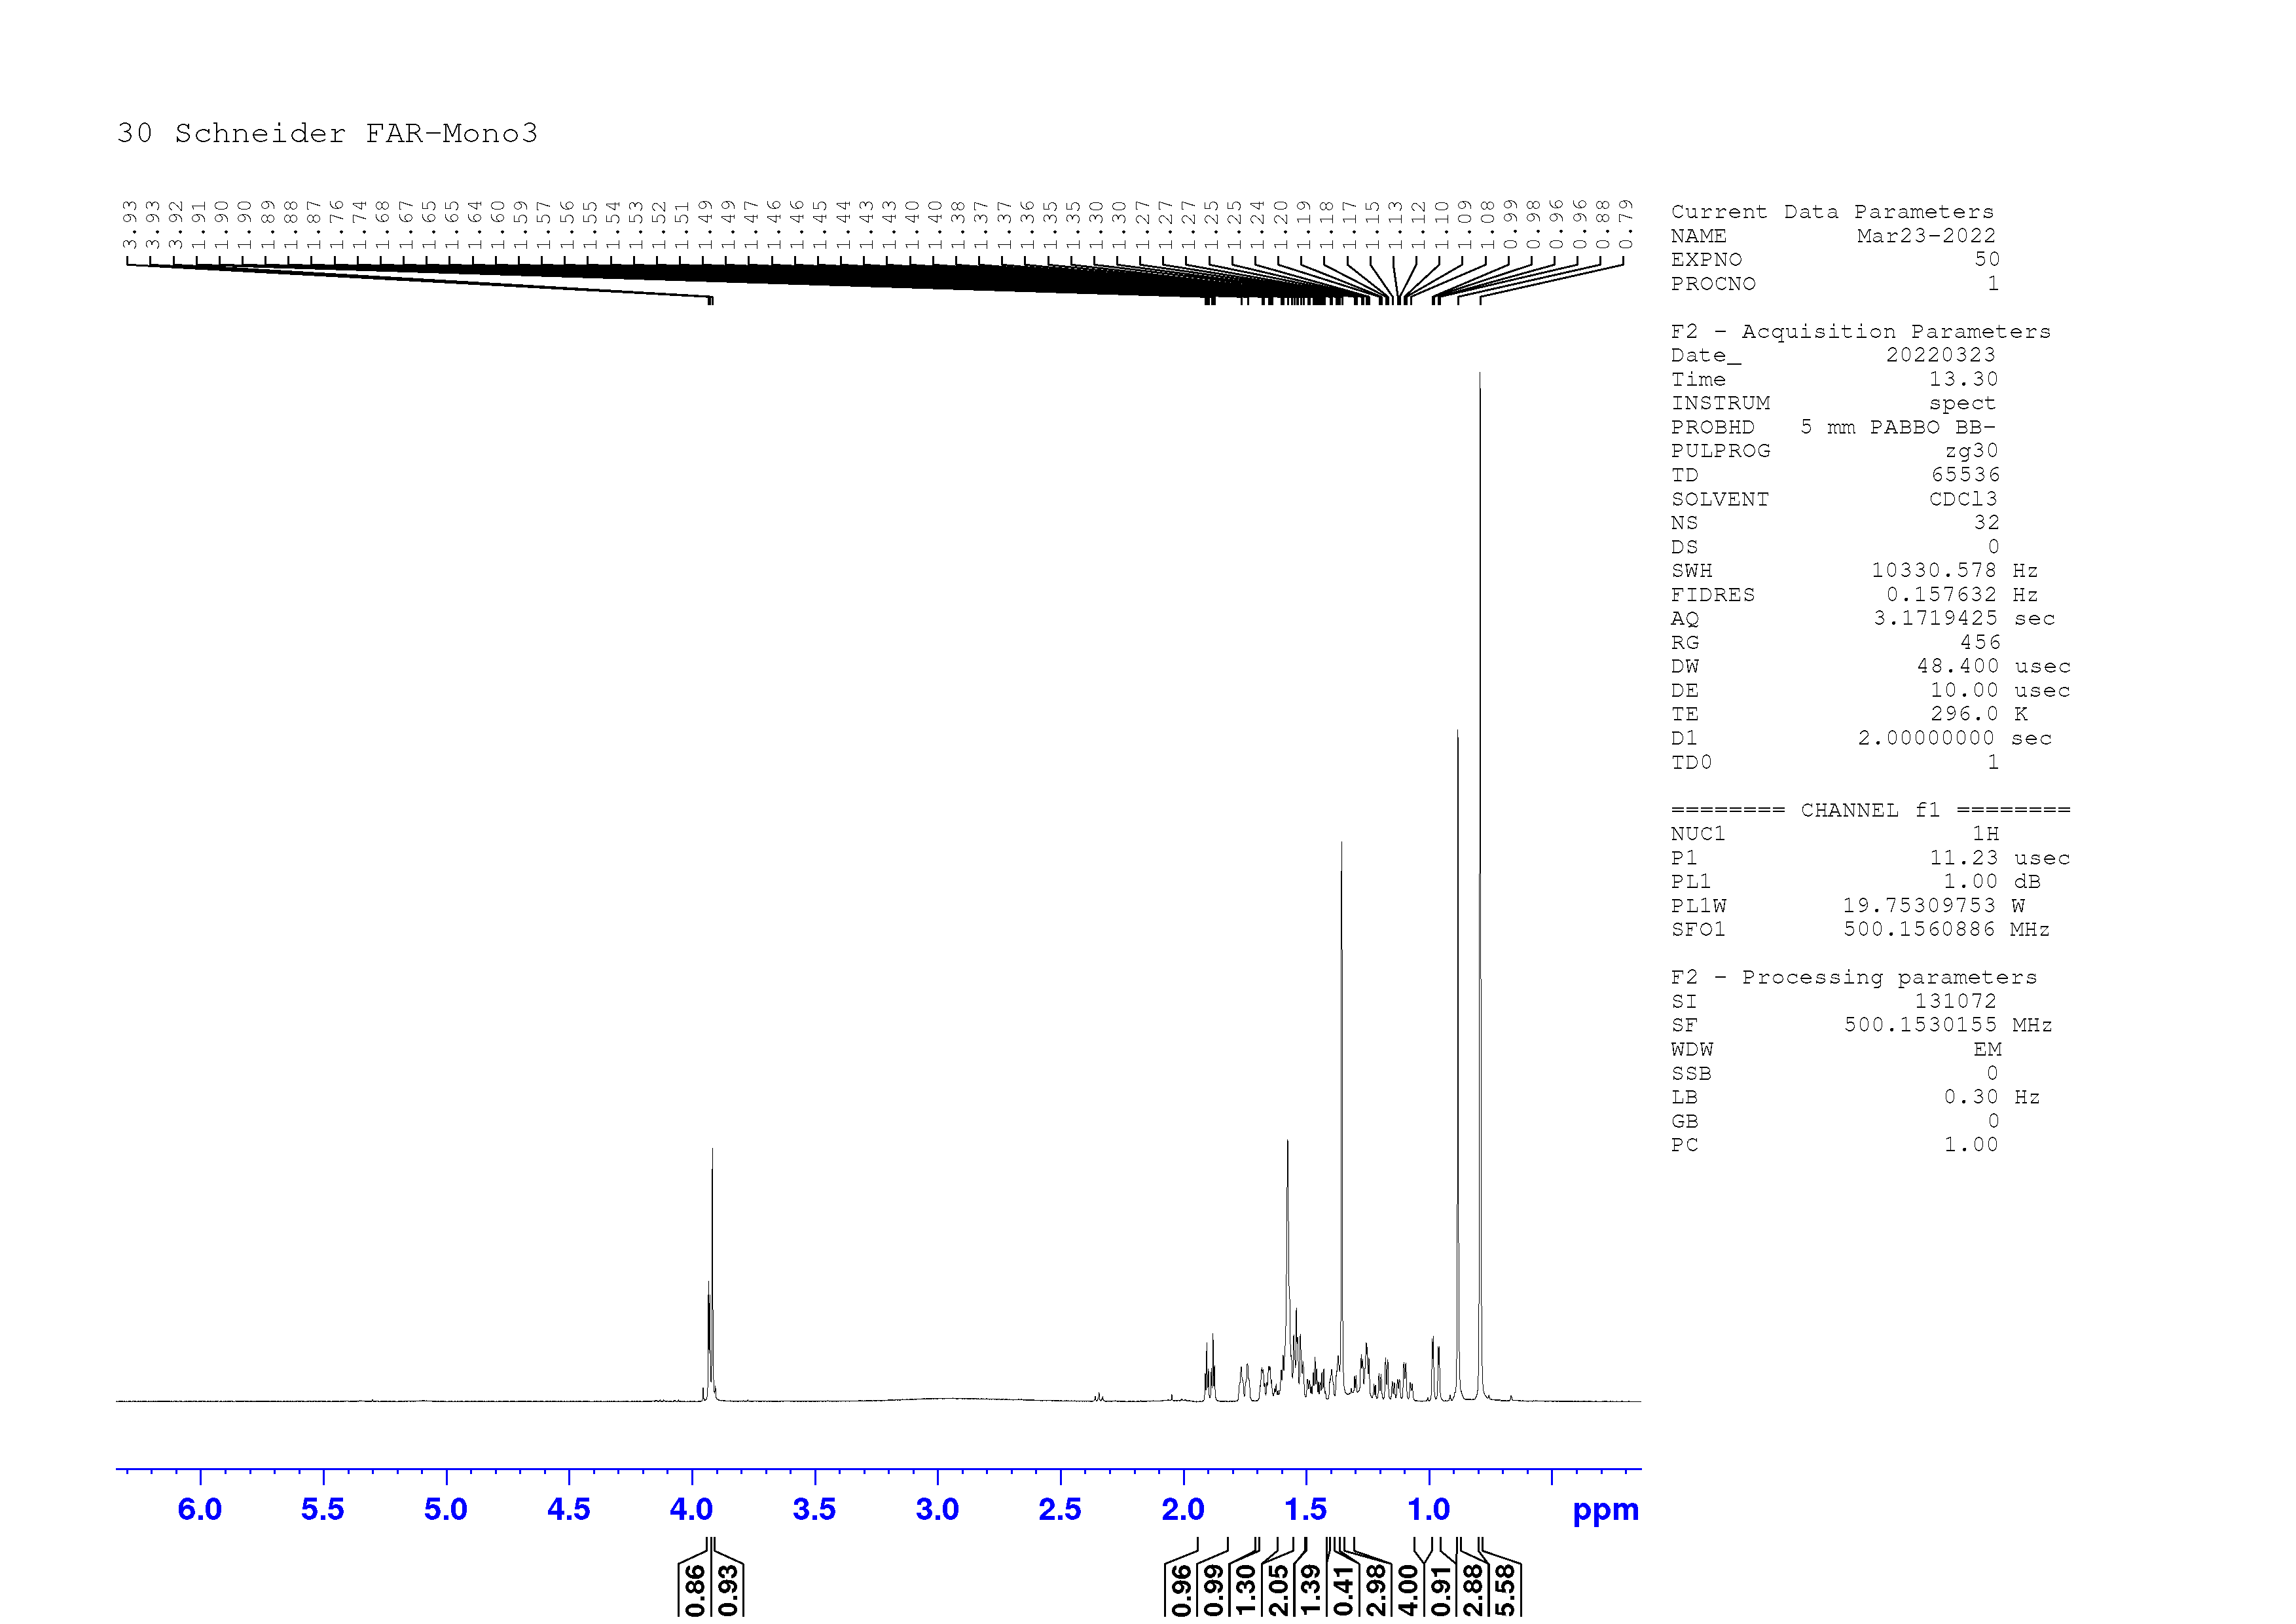 30 Schneider FAR-Mono3
3.93
3.93
3.92
1.91
1.90
1.90
1.89
1.88
1.87
1.76
1.74
1.68
1.67
1.65
1.65
1.64
1.60
1.60
1.59
1.57
1.56
1.55
1.54
1.53
1.52
1.51
1.49
1.49
1.47
1.46
1.46
1.45
1.44
1.43
1.43
1.40
1.40
1.38
1.37
1.37
1.36
1.35
1.35
1.30
1.30
1.27
1.27
1.27
1.25
1.25
1.24
1.20
1.19
1.18
1.17
1.15
1.13
1.12
1.10
1.09
1.08
0.99
0.98
0.96
0.96
0.88
0.79
Current Data Parameters
NAME Mar23-2022
EXPNO 50
PROCNO 1
F2 - Acquisition Parameters
Date_ 20220323
Time 13.30
INSTRUM spect
PROBHD 5 mm PABBO BB-
PULPROG zg30
TD 65536
SOLVENT CDCl3
NS 32
DS 0
SWH 10330.578 Hz
FIDRES 0.157632 Hz
AQ 3.1719425 sec
RG 456
DW 48.400 usec
DE 10.00 usec
TE 296.0 K
D1 2.00000000 sec
TD0 1
======== CHANNEL f1 ========
NUC1 1H
P1 11.23 usec
PL1 1.00 dB
PL1W 19.75309753 W
SFO1 500.1560886 MHz
F2 - Processing parameters
SI 131072
SF 500.1530155 MHz
WDW EM
SSB 0
LB 0.30 Hz
GB 0
PC 1.00
6.0 5.5 5.0 4.5 4.0 3.5 3.0 2.5 2.0 1.5 1.0 ppm
0.86
0.93
0.96
0.99
1.30
2.05
1.39
0.41
2.98
4.00
0.91
2.88
5.58